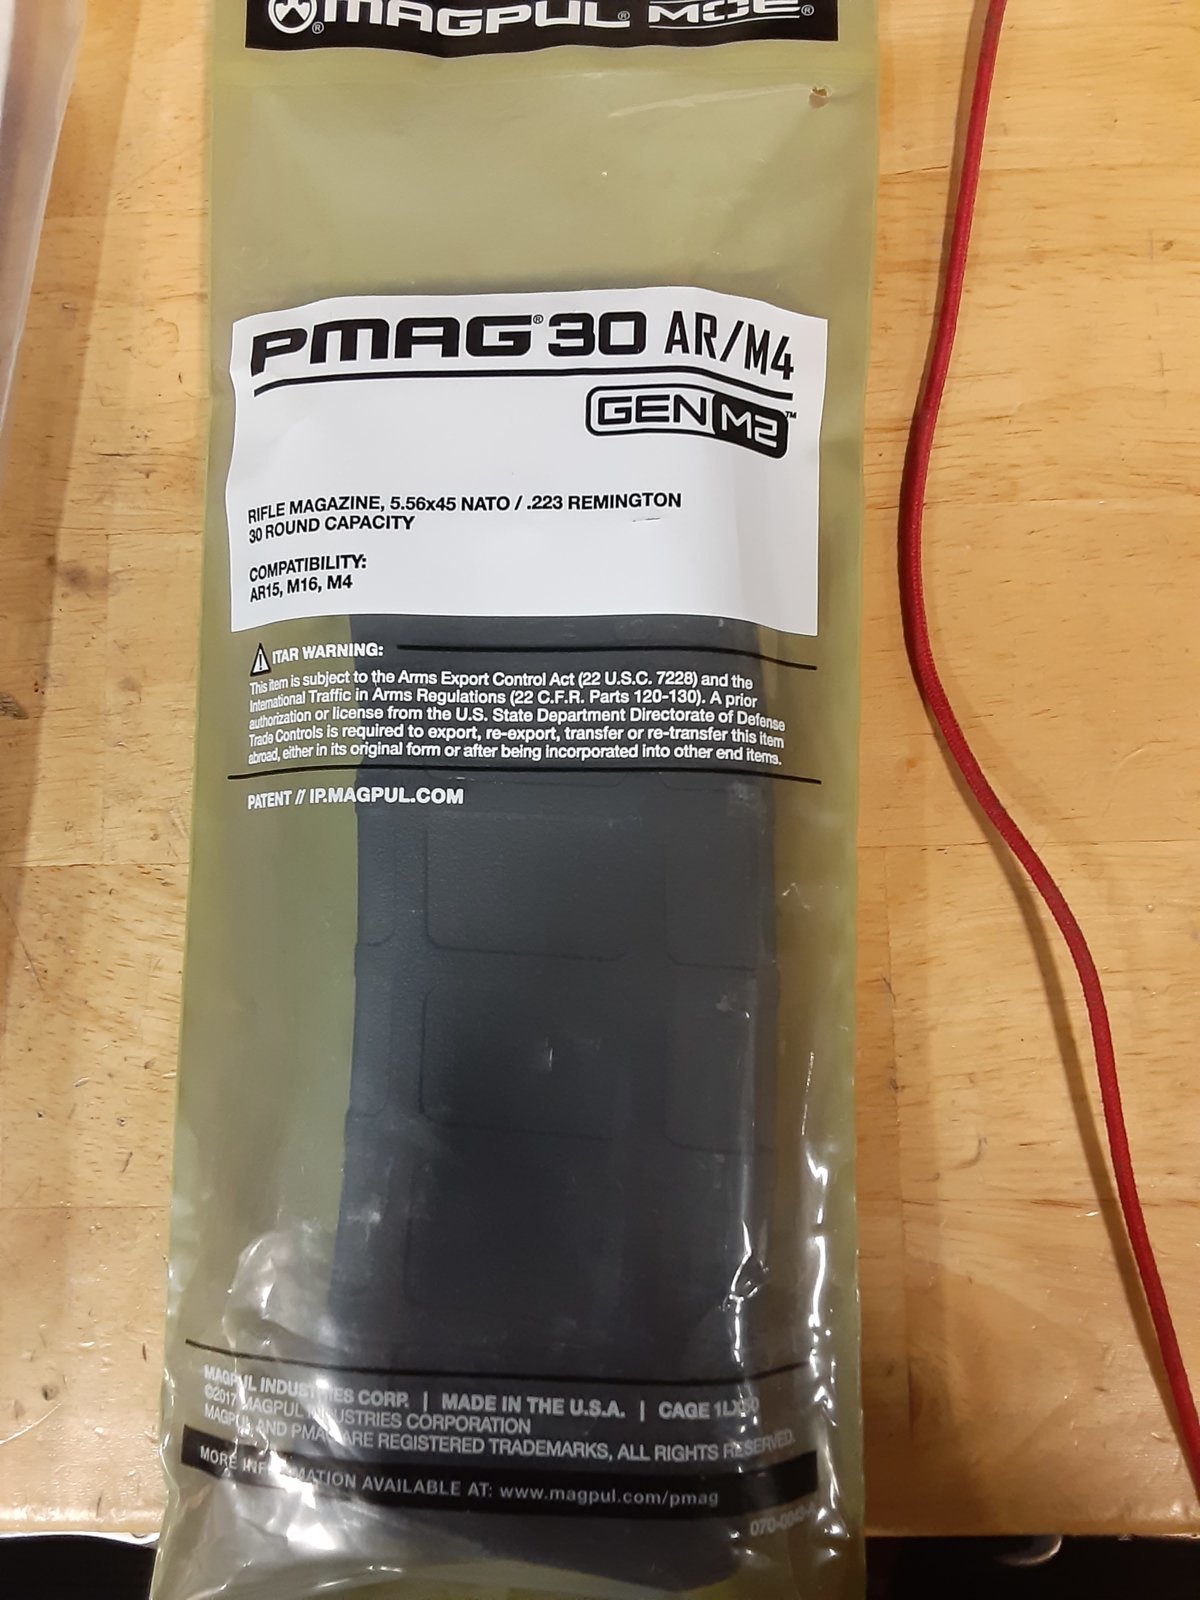 MAGPUL® MOE®
PMAG® 30 AR/M4
GEN M2™
RIFLE MAGAZINE, 5.56x45 NATO / .223 REMINGTON
30 ROUND CAPACITY
COMPATIBILITY:
AR15, M16, M4
ITAR WARNING:
This item is subject to the Arms Export Control Act (22 U.S.C. 7228) and the
International Traffic in Arms Regulations (22 C.F.R. Parts 120-130). A prior
authorization or license from the U.S. State Department Directorate of Defense
Trade Controls is required to export, re-export, transfer or re-transfer this item
abroad, either in its original form or after being incorporated into other end items.
PATENT // IP.MAGPUL.COM
MAGPUL INDUSTRIES CORP. | MADE IN THE U.S.A. | CAGE
©2017 MAGPUL INDUSTRIES CORPORATION
MAGPUL AND PMAG ARE REGISTERED TRADEMARKS, ALL RIGHTS RESERVED.
MORE INFORMATION AVAILABLE AT: www.magpul.com/pmag